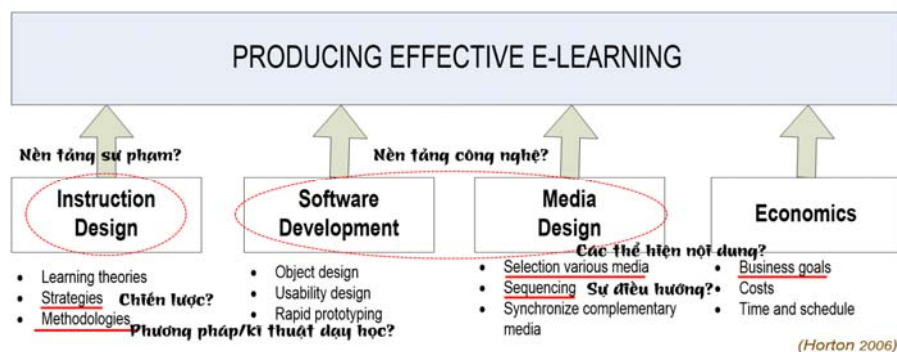 PRODUCING EFFECTIVE E-LEARNING
Nền tảng sư phạm?
Nền tảng công nghệ?
Instruction
Design
Software
Development
Media
Design
Economics
Các thể hiện nội dung?
• Learning theories
• Strategies Chiến lược?
• Methodologies
Phương pháp/kĩ thuật dạy học?
• Object design
• Usability design
• Rapid prototyping
• Selection various media
• Sequencing Sự điều hướng?
• Synchronize complementary
media
• Business goals
• Costs
• Time and schedule
(Horton 2006)